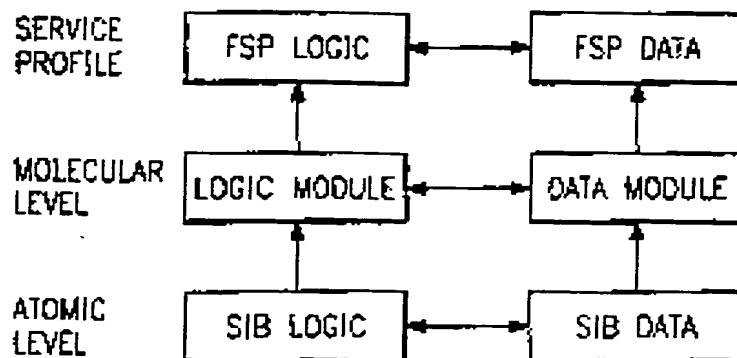 SERVICE
PROFILE
FSP LOGIC
FSP DATA
MOLECULAR
LEVEL
LOGIC MODULE
DATA MODULE
ATOMIC
LEVEL
SIB LOGIC
SIB DATA